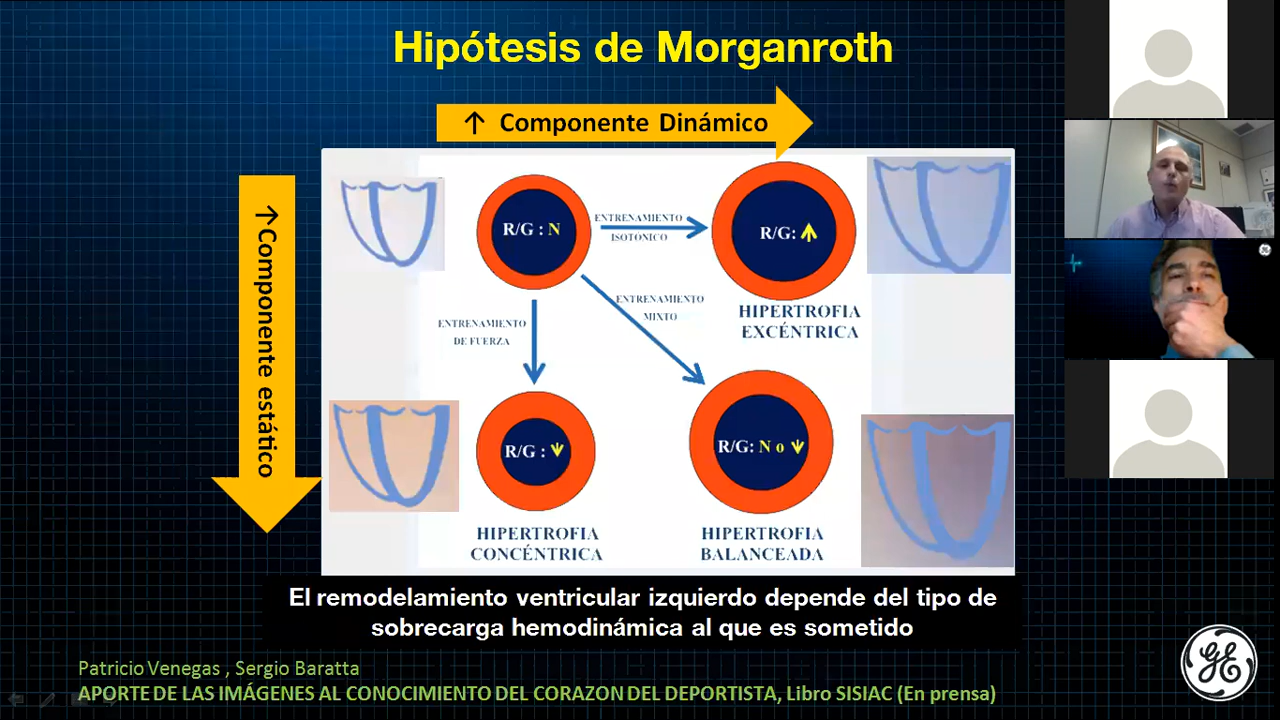 Hipótesis de Morganroth
↑ Componente Dinámico
↑Componente estático
R/G : N
ENTRENAMIENTO
ISOTÓNICO
R/G: ↑
ENTRENAMIENTO
MIXTO
HIPERTROFIA
EXCÉNTRICA
ENTRENAMIENTO
DE FUERZA
R/G : ↓
R/G: N o ↓
HIPERTROFIA
CONCÉNTRICA
HIPERTROFIA
BALANCEADA
El remodelamiento ventricular izquierdo depende del tipo de
sobrecarga hemodinámica al que es sometido
Patricio Venegas , Sergio Baratta
APORTE DE LAS IMÁGENES AL CONOCIMIENTO DEL CORAZON DEL DEPORTISTA, Libro SISIAC (En prensa)
GE